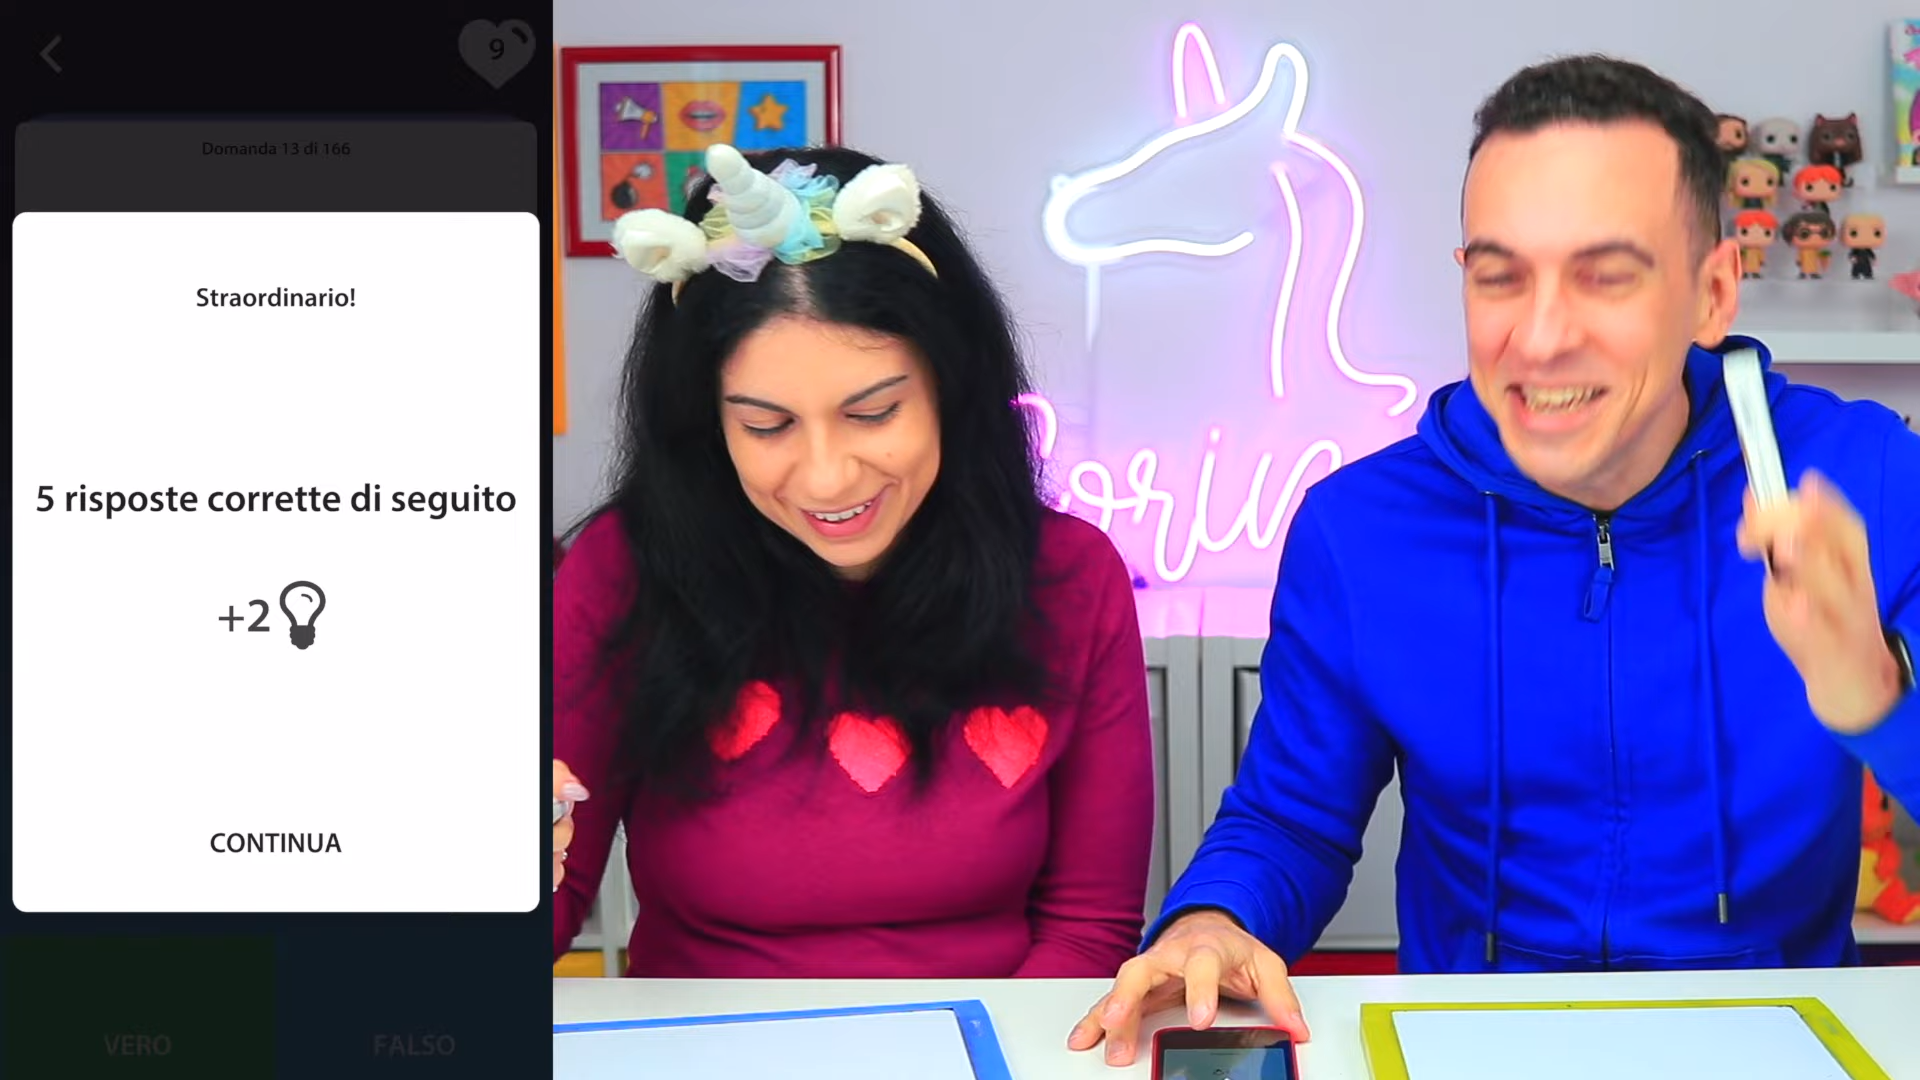 9
Domanda 13 di 166
Straordinario!
5 risposte corrette di seguito
+2
CONTINUA
VERO
FALSO